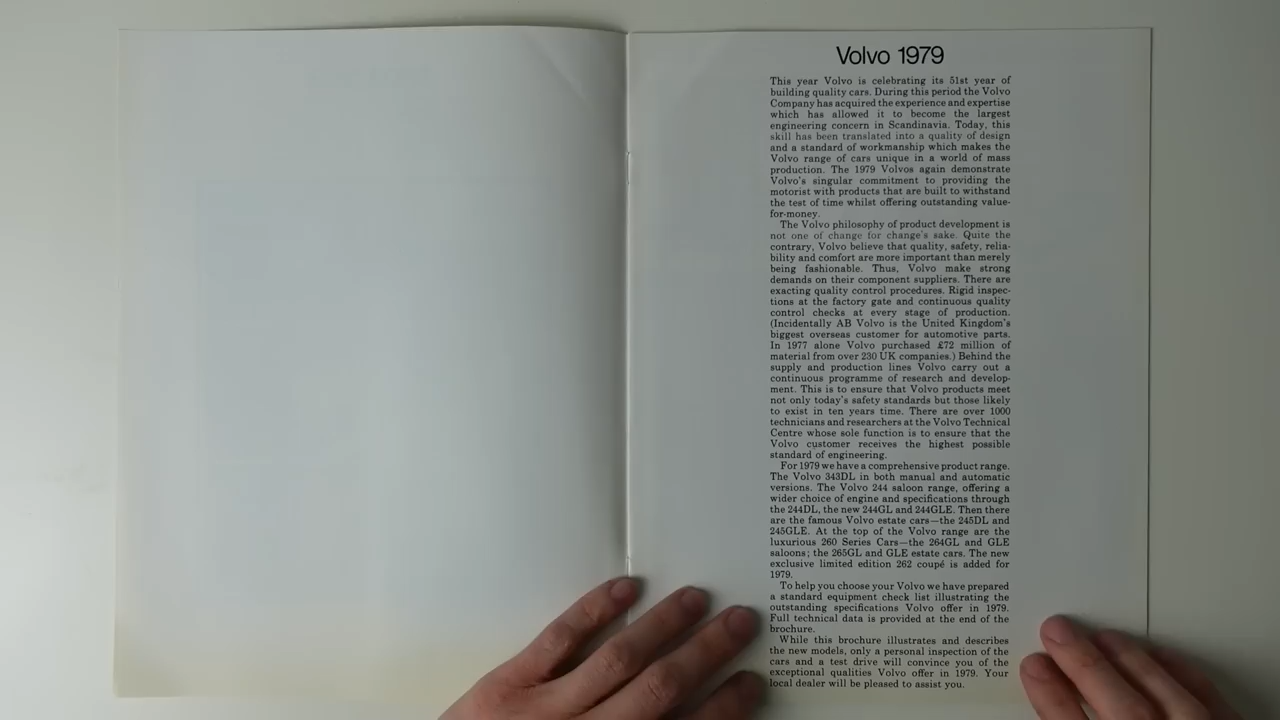 Volvo 1979
This year Volvo is celebrating its 51st year of
building quality cars. During this period the Volvo
Company has acquired the experience and expertise
which has allowed it to become the largest
engineering concern in Scandinavia. Today, this
skill has been translated into a quality of design
and a standard of workmanship which makes the
Volvo range of cars unique in a world of mass
production. The 1979 Volvos again demonstrate
Volvo's singular commitment to providing the
motorist with products that are built to withstand
the test of time whilst offering outstanding value-
for-money.
The Volvo philosophy of product development is
not one of change for change's sake. Quite the
contrary, Volvo believe that quality, safety, relia-
bility and comfort are more important than merely
being fashionable. Thus, Volvo make strong
demands on their component suppliers. There are
exacting quality control procedures. Rigid inspec-
tions at the factory gate and continuous quality
control checks at every stage of production.
(Incidentally AB Volvo is the United Kingdom's
biggest overseas customer for automotive parts.
In 1977 alone Volvo purchased £72 million of
material from over 230 UK companies.) Behind the
supply and production lines Volvo carry out a
continuous programme of research and develop-
ment. This is to ensure that Volvo products meet
not only today's safety standards but those likely
to exist in ten years time. There are over 1000
technicians and researchers at the Volvo Technical
Centre whose sole function is to ensure that the
Volvo customer receives the highest possible
standard of engineering.
For 1979 we have a comprehensive product range.
The Volvo 343DL in both manual and automatic
versions. The Volvo 244 saloon range, offering a
wider choice of engine and specifications through
the 244DL, the new 244GL and 244GLE. Then there
are the famous Volvo estate cars—the 245DL and
245GLE. At the top of the Volvo range are the
luxurious 260 Series Cars—the 264GL and GLE
saloons; the 265GL and GLE estate cars. The new
exclusive limited edition 262 coupé is added for
1979.
To help you choose your Volvo we have prepared
a standard equipment check list illustrating the
outstanding specifications Volvo offer in 1979.
Full technical data is provided at the end of the
brochure.
While this brochure illustrates and describes
the new models, only a personal inspection of the
cars and a test drive will convince you of the
exceptional qualities Volvo offer in 1979. Your
local dealer will be pleased to assist you.